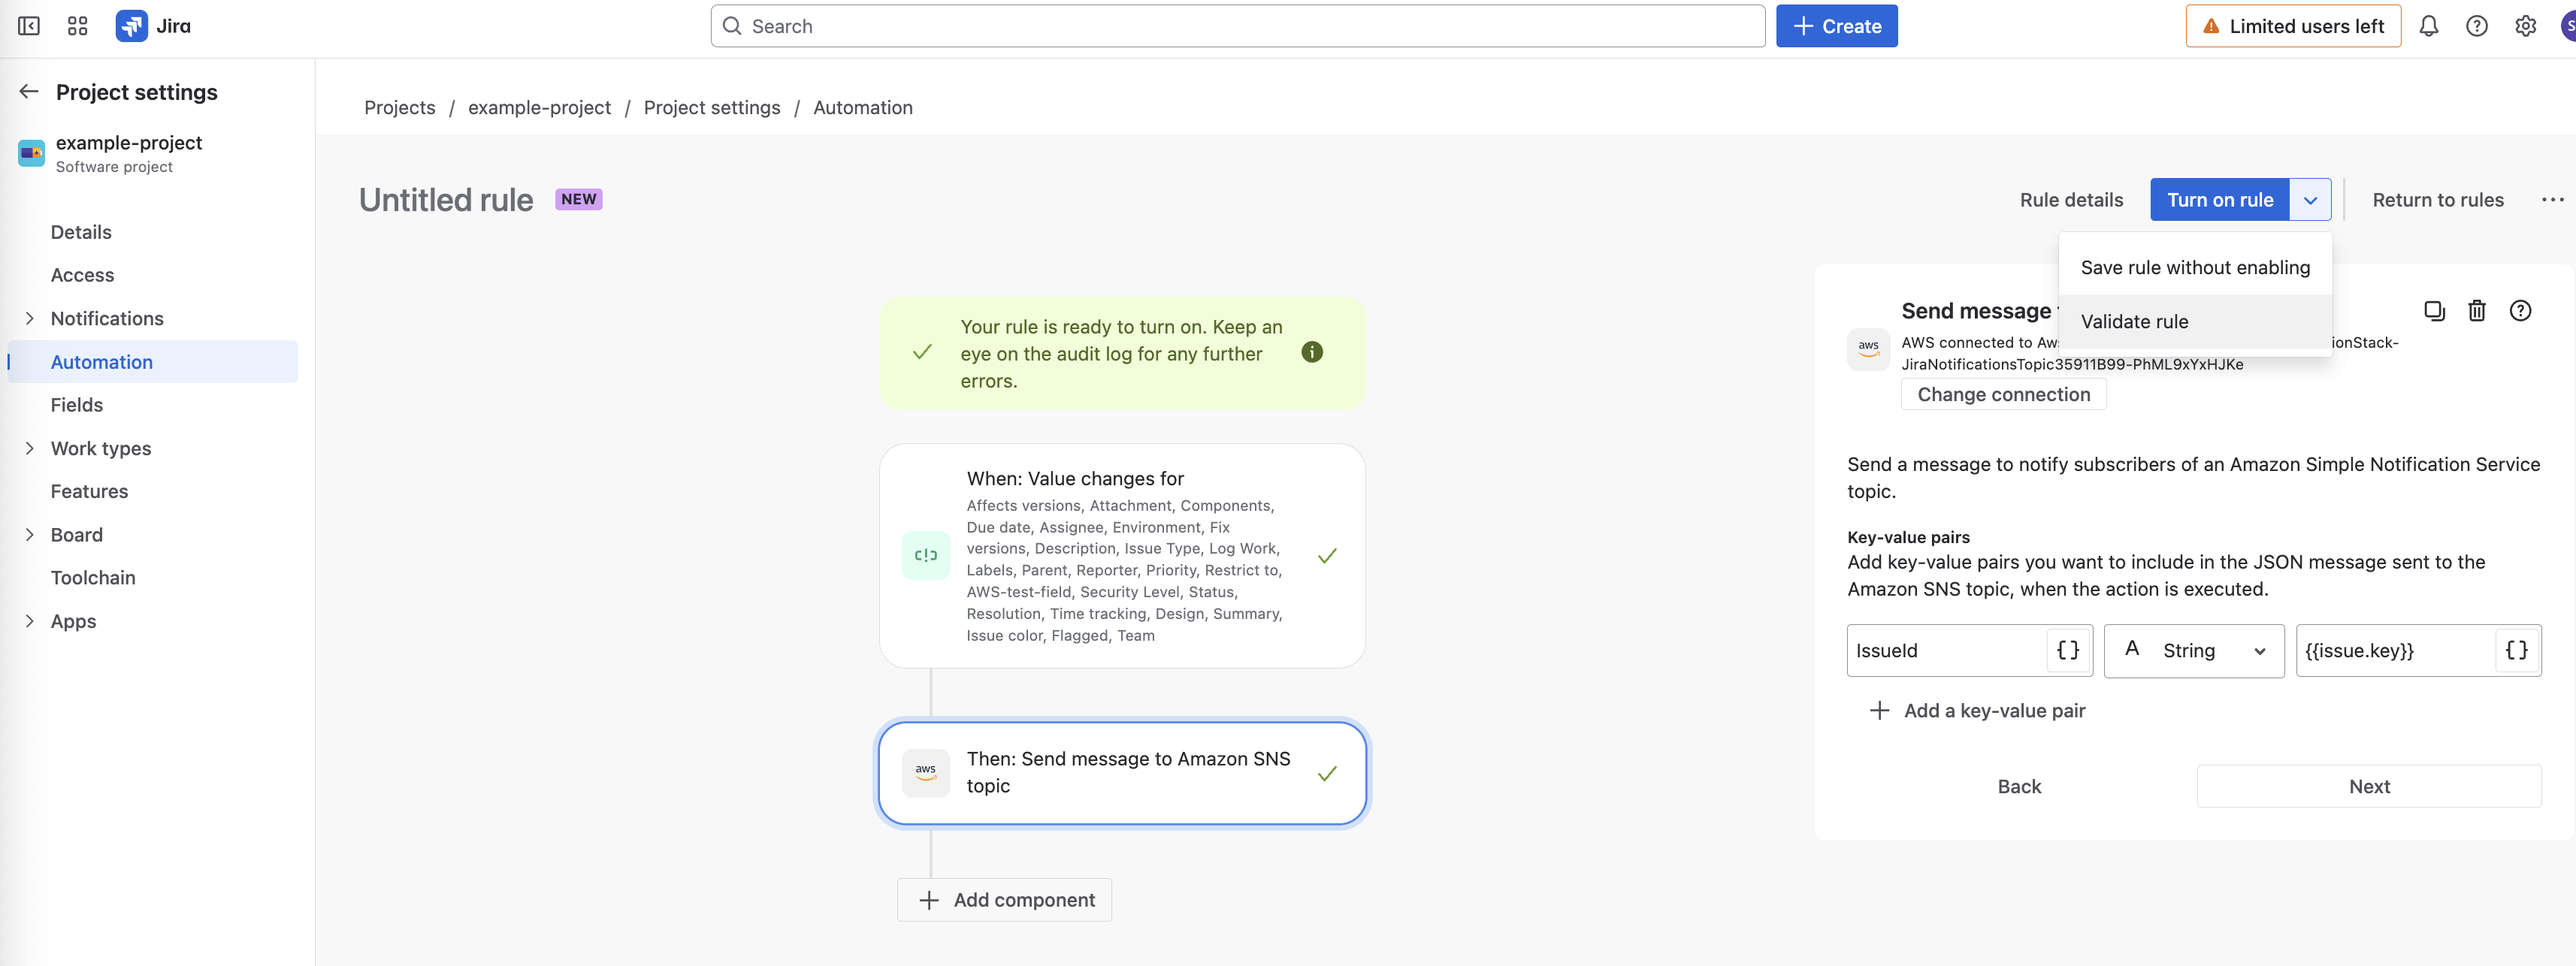 Jira
Search
Create
Limited users left
S
Project settings
example-project
Software project
Details
Access
Notifications
Automation
Fields
Work types
Features
Board
Toolchain
Apps
Projects / example-project / Project settings / Automation
Untitled rule NEW
Rule details
Turn on rule
Return to rules
Save rule without enabling
Validate rule
Your rule is ready to turn on. Keep an
eye on the audit log for any further
errors.
When: Value changes for
Affects versions, Attachment, Components,
Due date, Assignee, Environment, Fix
versions, Description, Issue Type, Log Work,
Labels, Parent, Reporter, Priority, Restrict to,
AWS-test-field, Security Level, Status,
Resolution, Time tracking, Design, Summary,
Issue color, Flagged, Team
aws
Then: Send message to Amazon SNS
topic
Add component
Send message
aws
AWS connected to Aw
ionStack-
JiraNotificationsTopic35911B99-PhML9xYxHJKe
Change connection
Send a message to notify subscribers of an Amazon Simple Notification Service
topic.
Key-value pairs
Add key-value pairs you want to include in the JSON message sent to the
Amazon SNS topic, when the action is executed.
IssueId {} A String {{issue.key}} {}
Add a key-value pair
Back
Next